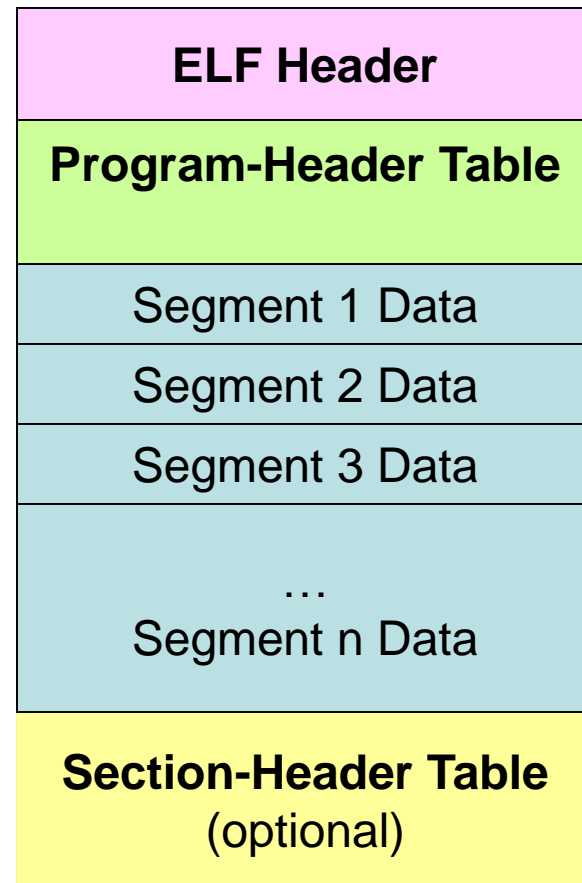 ELF Header
Program-Header Table
Segment 1 Data
Segment 2 Data
Segment 3 Data
…
Segment n Data
Section-Header Table
(optional)